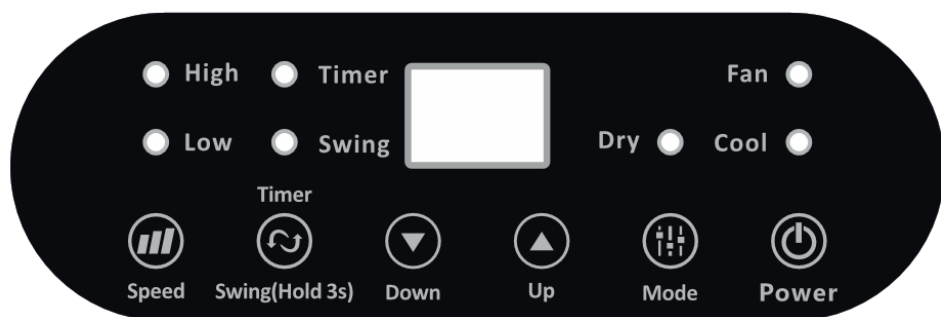 High Timer Fan
Low Swing Dry Cool
Timer
Speed Swing(Hold 3s) Down Up Mode Power